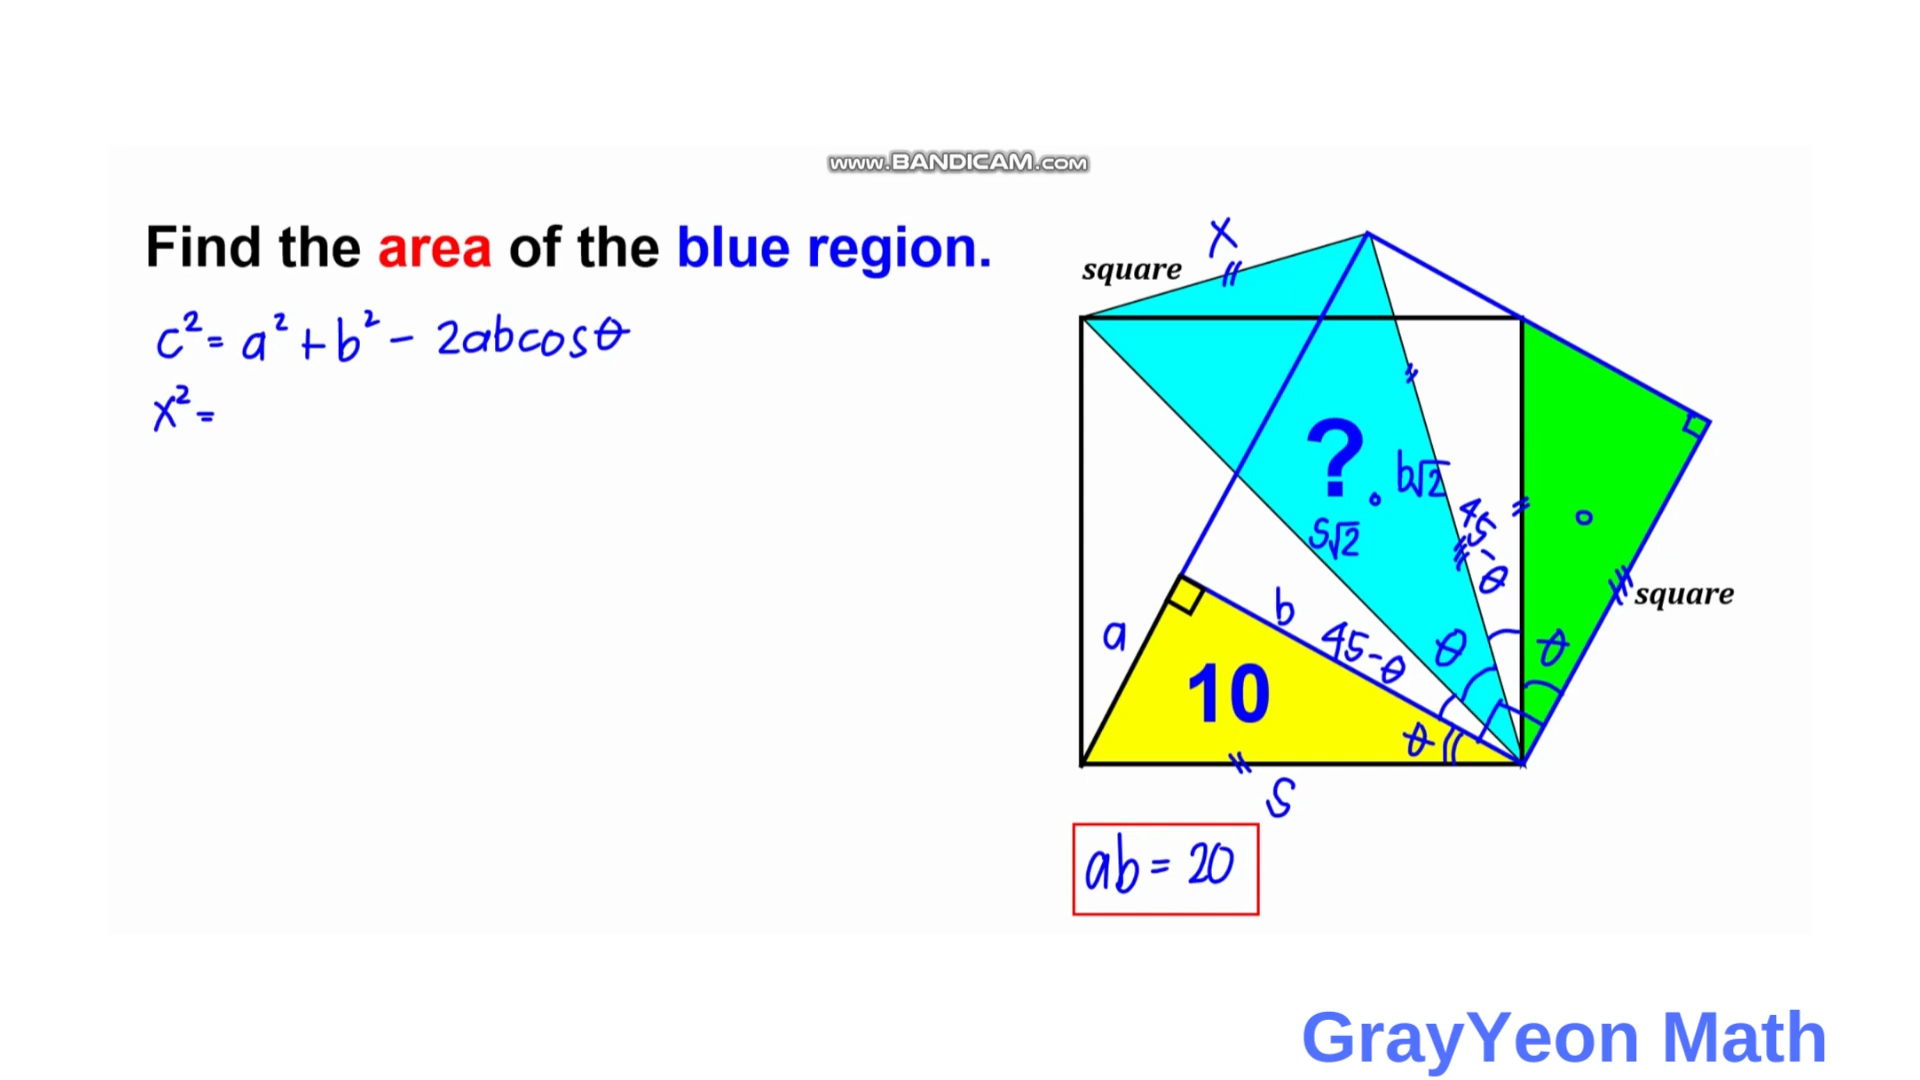 www.BANDICAM.com
Find the area of the blue region.
c² = a² + b² - 2abcosθ
x² =
x
square
?
b√2
s√2
45-θ
square
a
b
45-θ
θ
θ
10
θ
s
ab = 20
GrayYeon Math